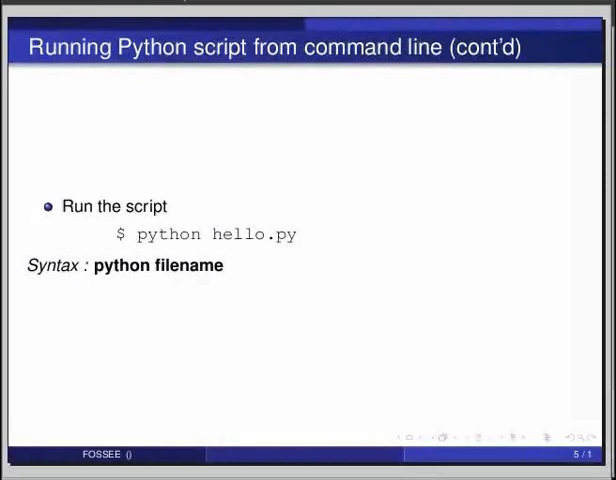 Running Python script from command line (cont'd)
Run the script
$ python hello.py
Syntax : python filename
FOSSEE ()
5 / 1